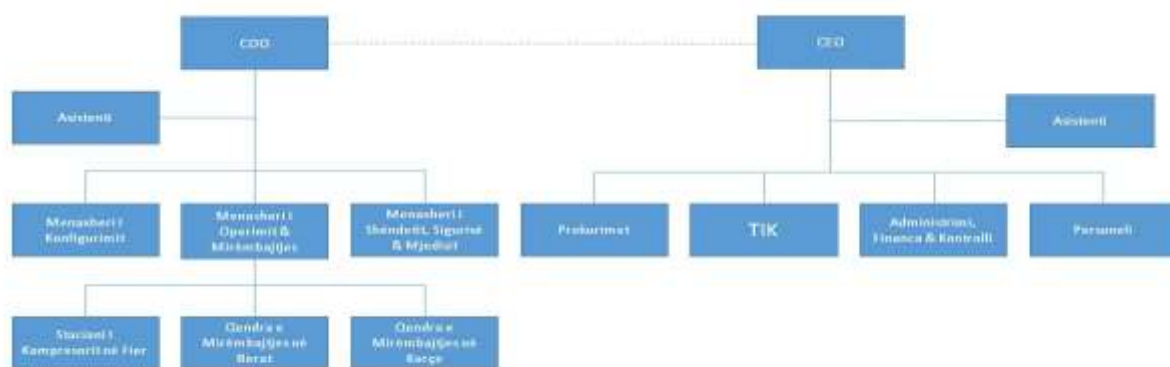 COO
CEO
Asistenti
Asistenti
Menaxheri i
Konfigurimit
Menaxheri i
Operimit &
Mirëmbajtjes
Menaxheri i
Shëndetit, Sigurisë
& Mjedisit
Prokurimet
TIK
Administrimi,
Financa & Kontrolli
Personeli
Stacioni i
Kompresorit në Fier
Qendra e
Mirëmbajtjes në
Berat
Qendra e
Mirëmbajtjes në
Korçe